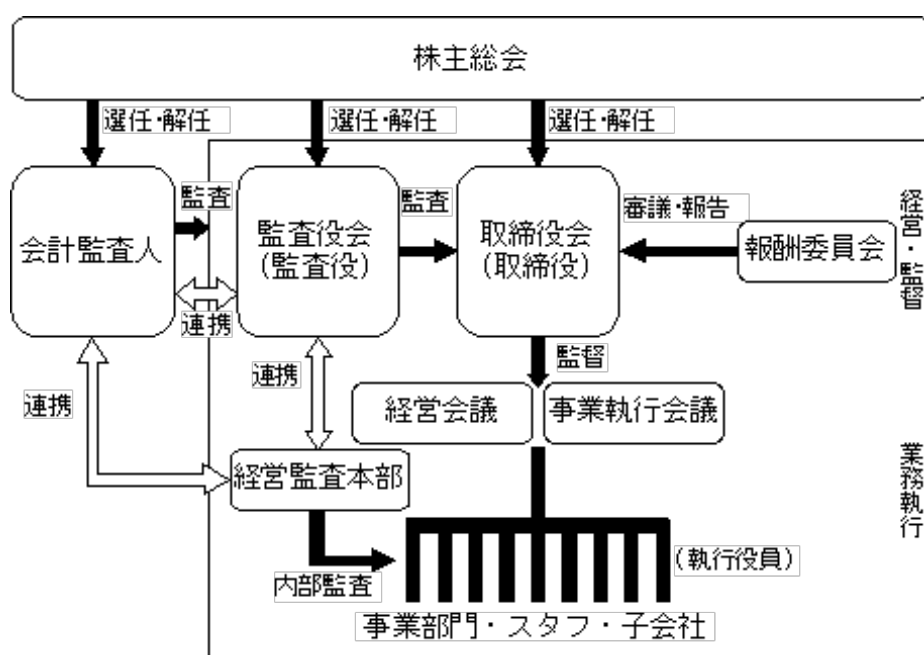 株主総会
選任・解任
選任・解任
選任・解任
会計監査人
監査
監査役会
(監査役)
監査
取締役会
(取締役)
審議・報告
報酬委員会
経営・監督
連携
連携
連携
監督
経営会議
事業執行会議
経営監査本部
業務執行
内部監査
(執行役員)
事業部門・スタフ・子会社